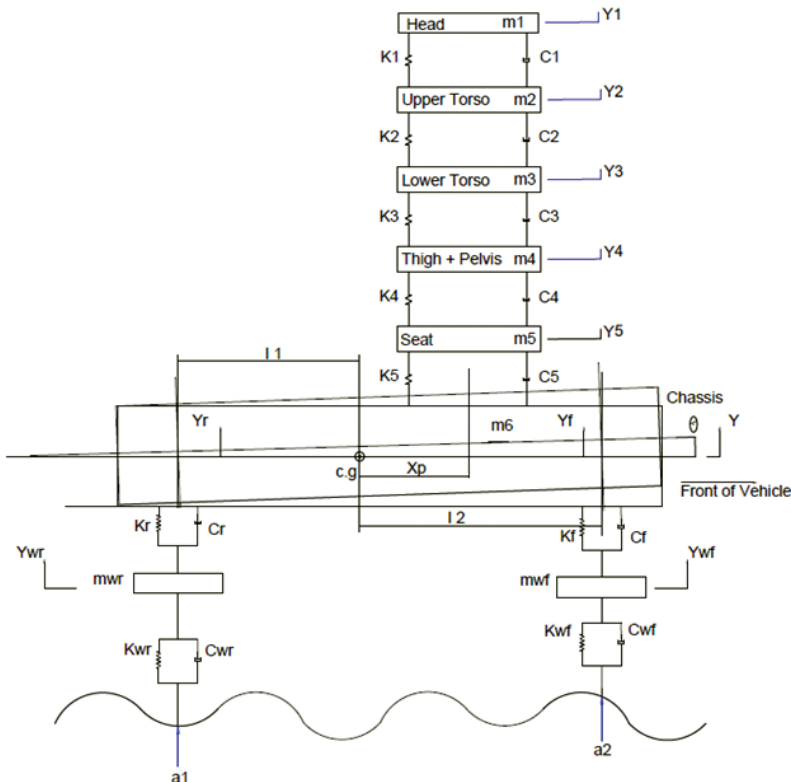 Head m1 Y1
K1 C1
Upper Torso m2 Y2
K2 C2
Lower Torso m3 Y3
K3 C3
Thigh + Pelvis m4 Y4
K4 C4
Seat m5 Y5
l 1
K5 C5
Chassis
Yr m6 Yf θ Y
c.g Xp
Front of Vehicle
l 2
Kr Cr Kf Cf
Ywr mwr mwf Ywf
Kwr Cwr Kwf Cwf
a1 a2